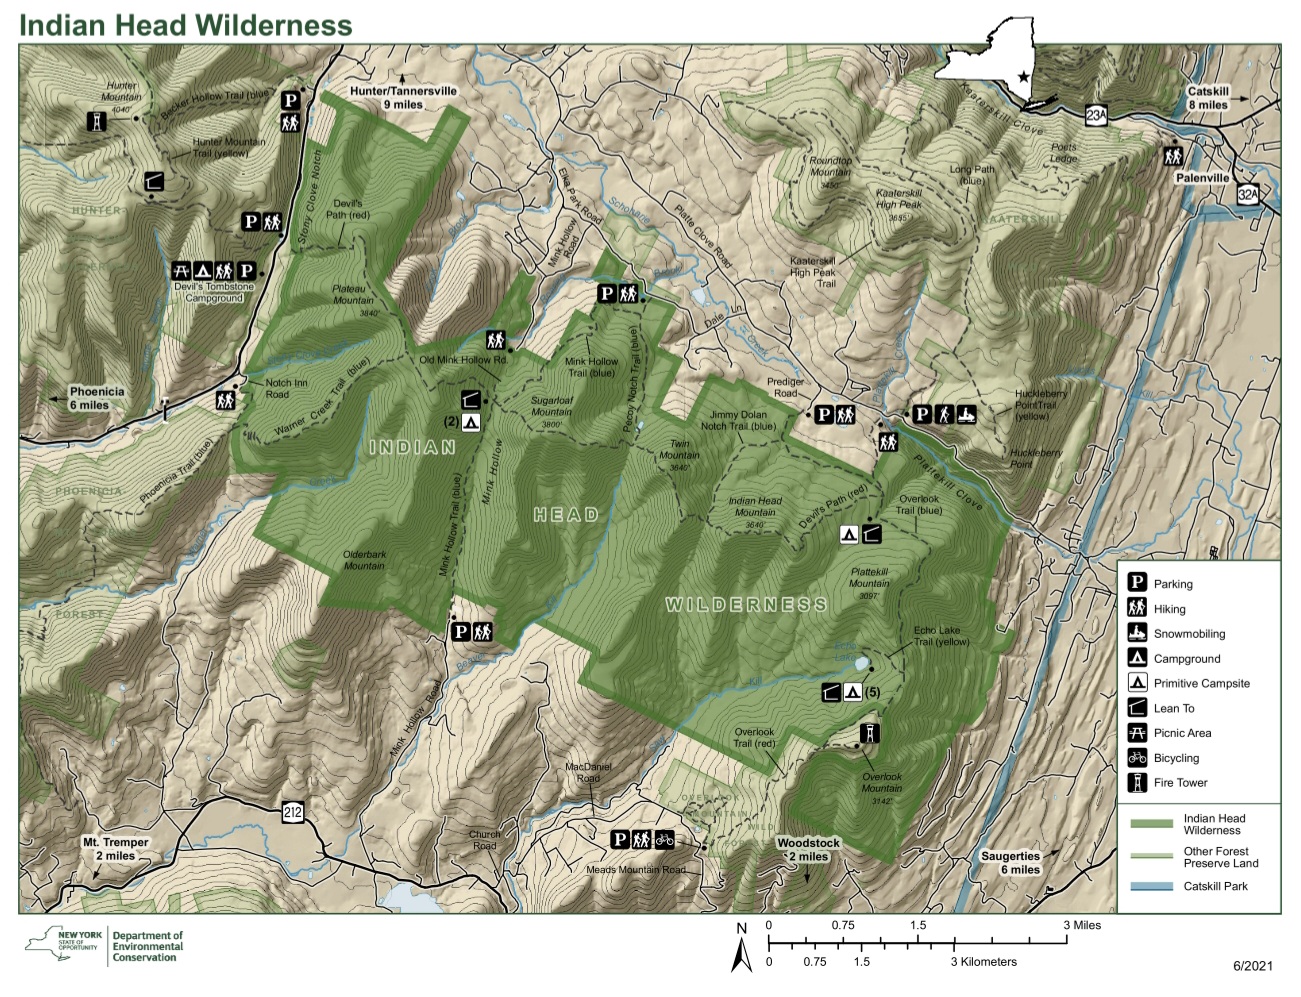 Indian Head Wilderness
Hunter/Tannersville
9 miles
Catskill
8 miles
Hunter
Mountain
4040'
Becker Hollow Trail (blue)
Hunter Mountain
Trail (yellow)
P
Kaaterskill Clove
23A
Poets
Ledge
Palenville
32A
Roundtop
Mountain
3450'
Long Path
(blue)
Kaaterskill
High Peak
3655'
KAATERSKILL
HUNTER-
Stony Clove Notch
Devil's
Path (red)
Elka Park Road
Mink Hollow
Road
Schoharie
Platte Clove Road
P
P
Devil's Tombstone
Campground
Kaaterskill
High Peak
Trail
Plateau
Mountain
3840'
P
Dale Ln.
Old Mink Hollow Rd.
Mink Hollow
Trail (blue)
Pecoy Notch Trail (blue)
Phoenicia
6 miles
Notch Inn
Road
Warner Creek Trail (blue)
(2)
Sugarloaf
Mountain
3800'
Prediger
Road
P
P
Jimmy Dolan
Notch Trail (blue)
Huckleberry
PointTrail
(yellow)
Huckleberry
Point
Phoenicia Trail (blue)
PHOENICIA-
INDIAN
HEAD
WILDERNESS
Mink Hollow
Mink Hollow Trail (blue)
Twin
Mountain
3640'
Indian Head
Mountain
3640'
Devil's Path (red)
Overlook
Trail (blue)
Plattekill Clove
Olderbark
Mountain
Plattekill
Mountain
3097'
FOREST
P
Echo
Lake
Echo Lake
Trail (yellow)
Kill
(5)
Mink Hollow Road
Overlook
Trail (red)
Overlook
Mountain
3142'
MacDaniel
Road
212
Mt. Tremper
2 miles
Church
Road
P
Meads Mountain Road
Woodstock
2 miles
Saugerties
6 miles
P
Parking
Hiking
Snowmobiling
Campground
Primitive Campsite
Lean To
Picnic Area
Bicycling
Fire Tower
Indian Head
Wilderness
Other Forest
Preserve Land
Catskill Park
NEW YORK
STATE OF
OPPORTUNITY
Department of
Environmental
Conservation
N
0 0.75 1.5 3 Miles
0 0.75 1.5 3 Kilometers
6/2021